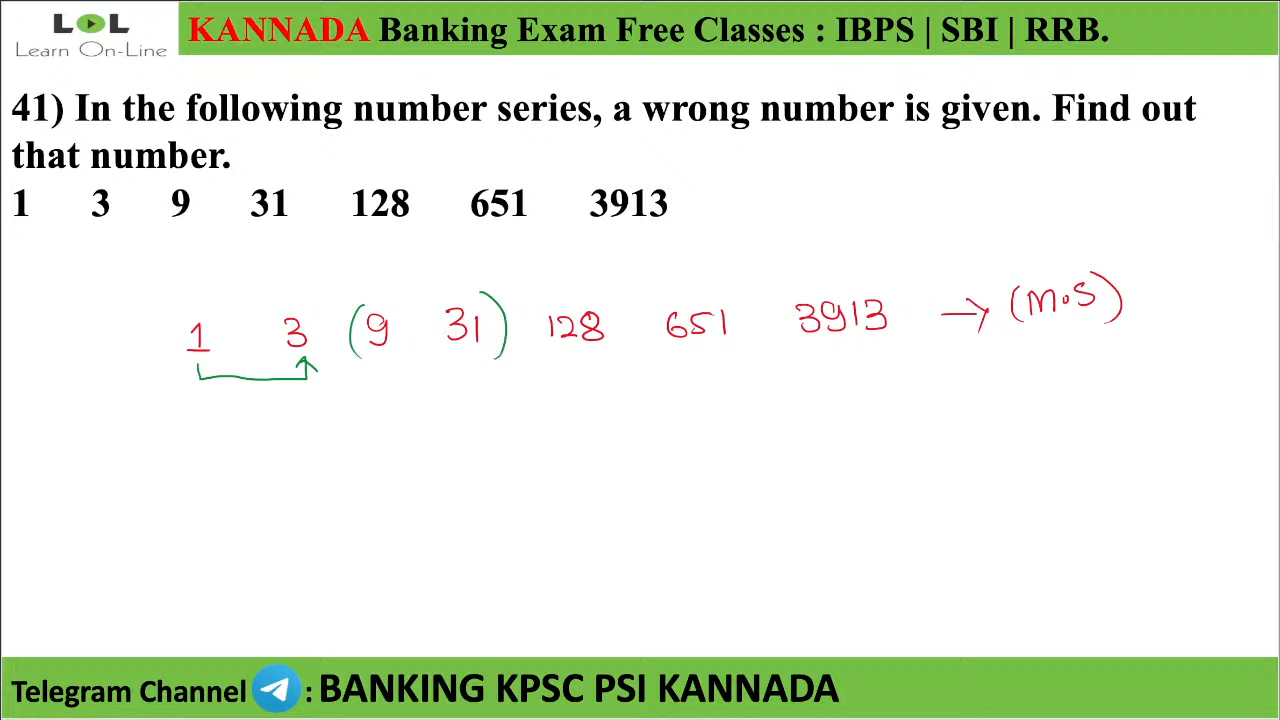 LOL
Learn On-Line
KANNADA Banking Exam Free Classes : IBPS | SBI | RRB.
41) In the following number series, a wrong number is given. Find out
that number.
1 3 9 31 128 651 3913
1 3 (9 31) 128 651 3913 → (M.S)
Telegram Channel : BANKING KPSC PSI KANNADA